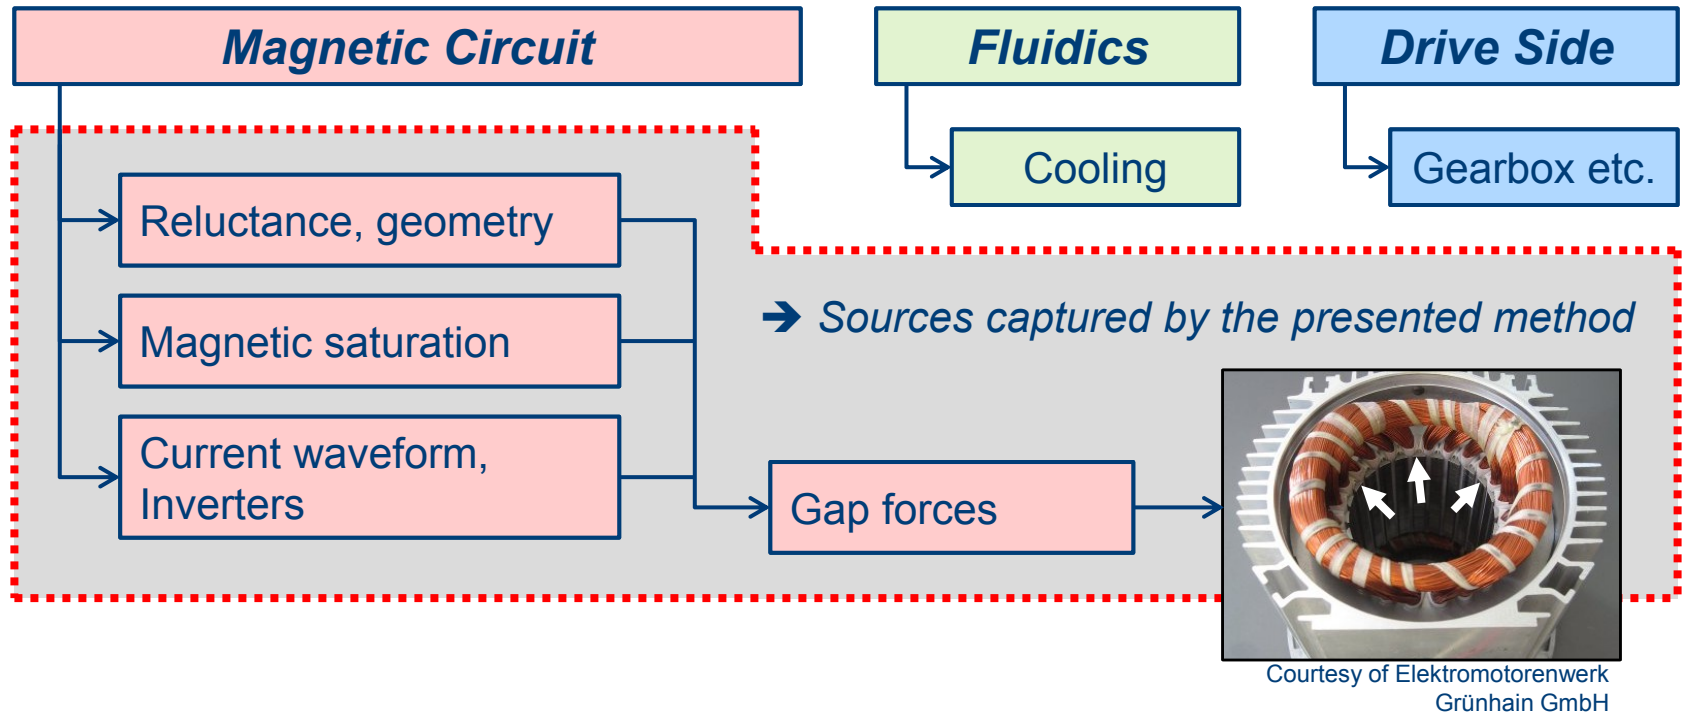 Magnetic Circuit
Fluidics
Drive Side
Cooling
Gearbox etc.
Reluctance, geometry
Magnetic saturation
Current waveform,
Inverters
➔ Sources captured by the presented method
Gap forces
Courtesy of Elektromotorenwerk
Grünhain GmbH